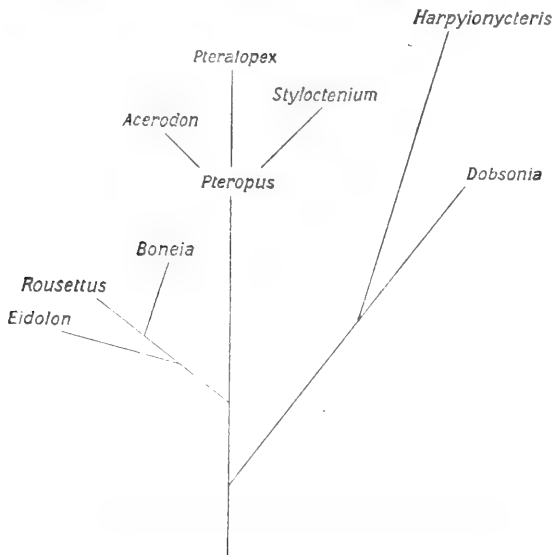 Harpyionycteris
Pteralopex
Styloctenium
Acerodon
Pteropus
Dobsonia
Boneia
Rousettus
Eidolon